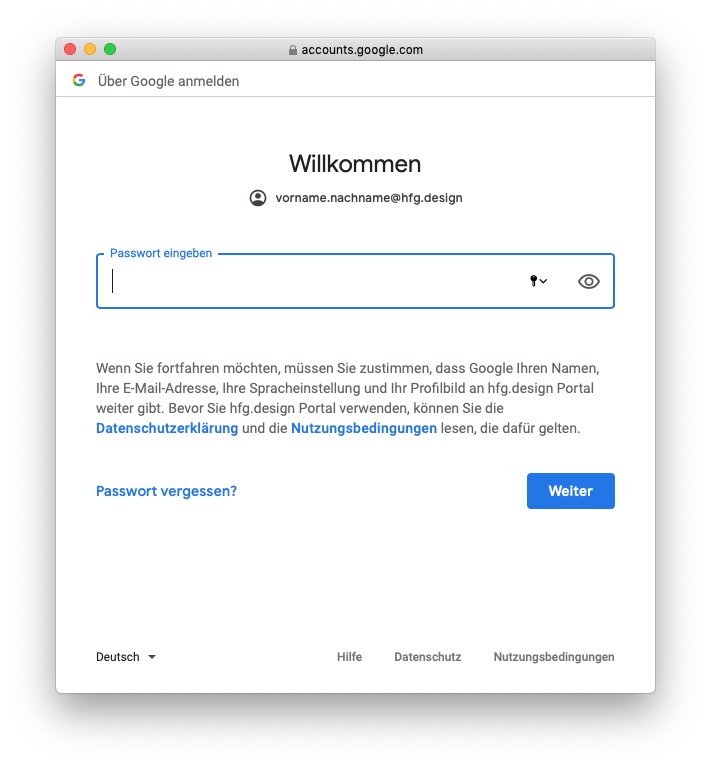 accounts.google.com
Über Google anmelden
Willkommen
vorname.nachname@hfg.design
Passwort eingeben
Wenn Sie fortfahren möchten, müssen Sie zustimmen, dass Google Ihren Namen,
Ihre E-Mail-Adresse, Ihre Spracheinstellung und Ihr Profilbild an hfg.design Portal
weiter gibt. Bevor Sie hfg.design Portal verwenden, können Sie die
Datenschutzerklärung und die Nutzungsbedingungen lesen, die dafür gelten.
Passwort vergessen?
Weiter
Deutsch
Hilfe Datenschutz Nutzungsbedingungen